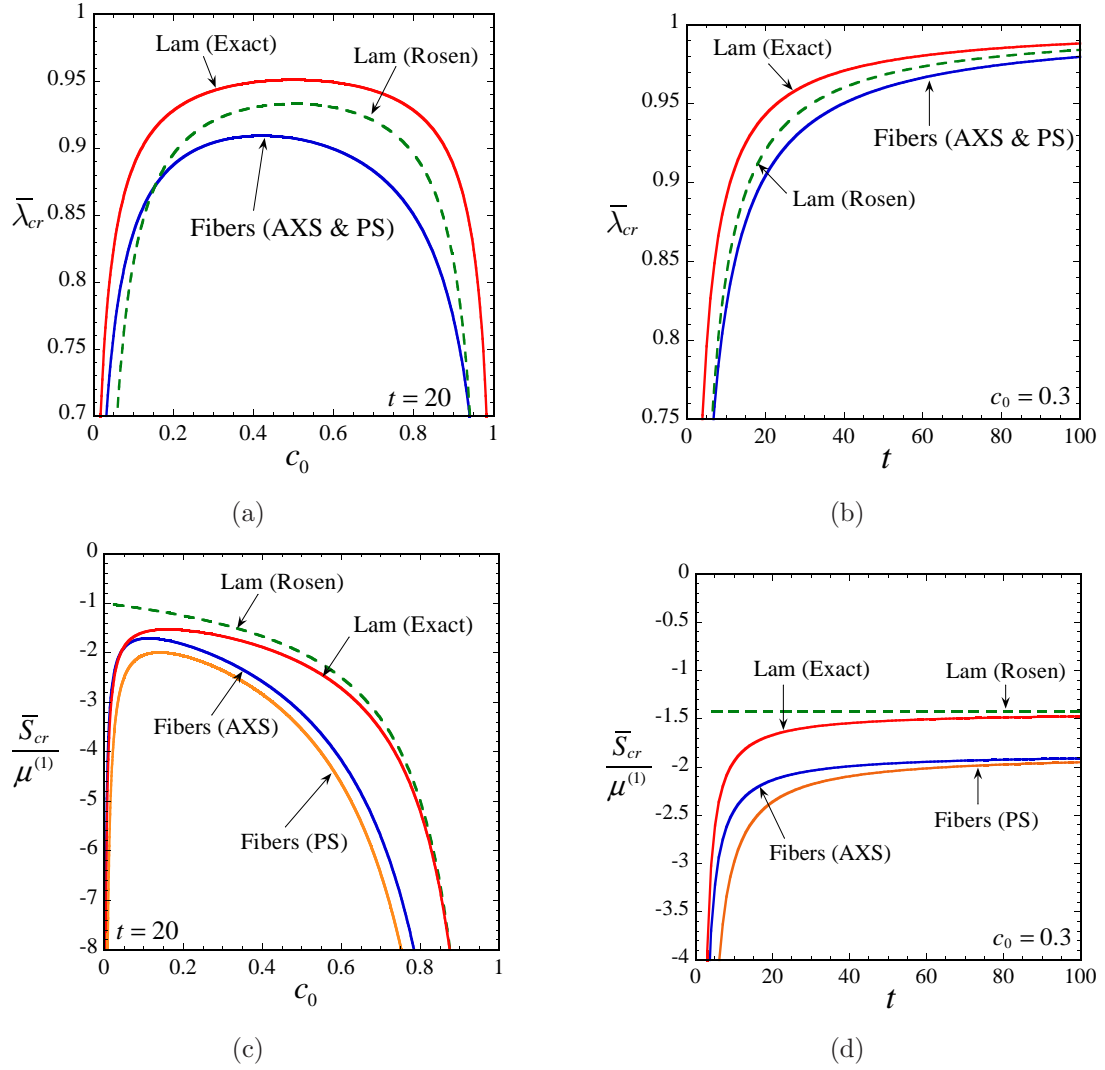 1
0.95
0.9
0.85
0.8
0.75
0.7
λ̄cr
Lam (Exact)
Lam (Rosen)
Fibers (AXS & PS)
t = 20
0 0.2 0.4 0.6 0.8 1
c0
(a)
1
0.95
0.9
0.85
0.8
0.75
λ̄cr
Lam (Exact)
Fibers (AXS & PS)
Lam (Rosen)
c0 = 0.3
0 20 40 60 80 100
t
(b)
0
-1
-2
-3
-4
-5
-6
-7
-8
S̄cr
μ(1)
Lam (Rosen)
Lam (Exact)
Fibers (AXS)
Fibers (PS)
t = 20
0 0.2 0.4 0.6 0.8 1
c0
(c)
0
-0.5
-1
-1.5
-2
-2.5
-3
-3.5
-4
S̄cr
μ(1)
Lam (Exact)
Lam (Rosen)
Fibers (PS)
Fibers (AXS)
c0 = 0.3
0 20 40 60 80 100
t
(d)